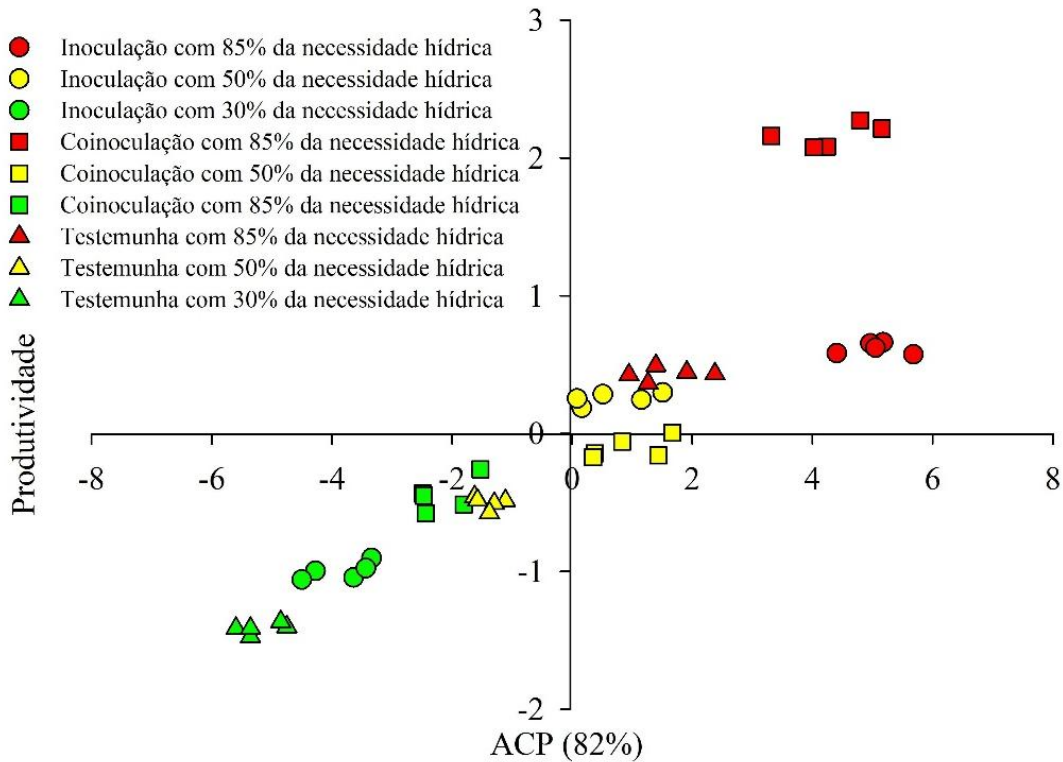 3
Inoculação com 85% da necessidade hídrica
Inoculação com 50% da necessidade hídrica
Inoculação com 30% da necessidade hídrica
Coinoculação com 85% da necessidade hídrica
Coinoculação com 50% da necessidade hídrica
Coinoculação com 85% da necessidade hídrica
Testemunha com 85% da necessidade hídrica
Testemunha com 50% da necessidade hídrica
Testemunha com 30% da necessidade hídrica
2
1
0
Produtividade
-8 -6 -4 -2 0 2 4 6 8
-1
-2
ACP (82%)